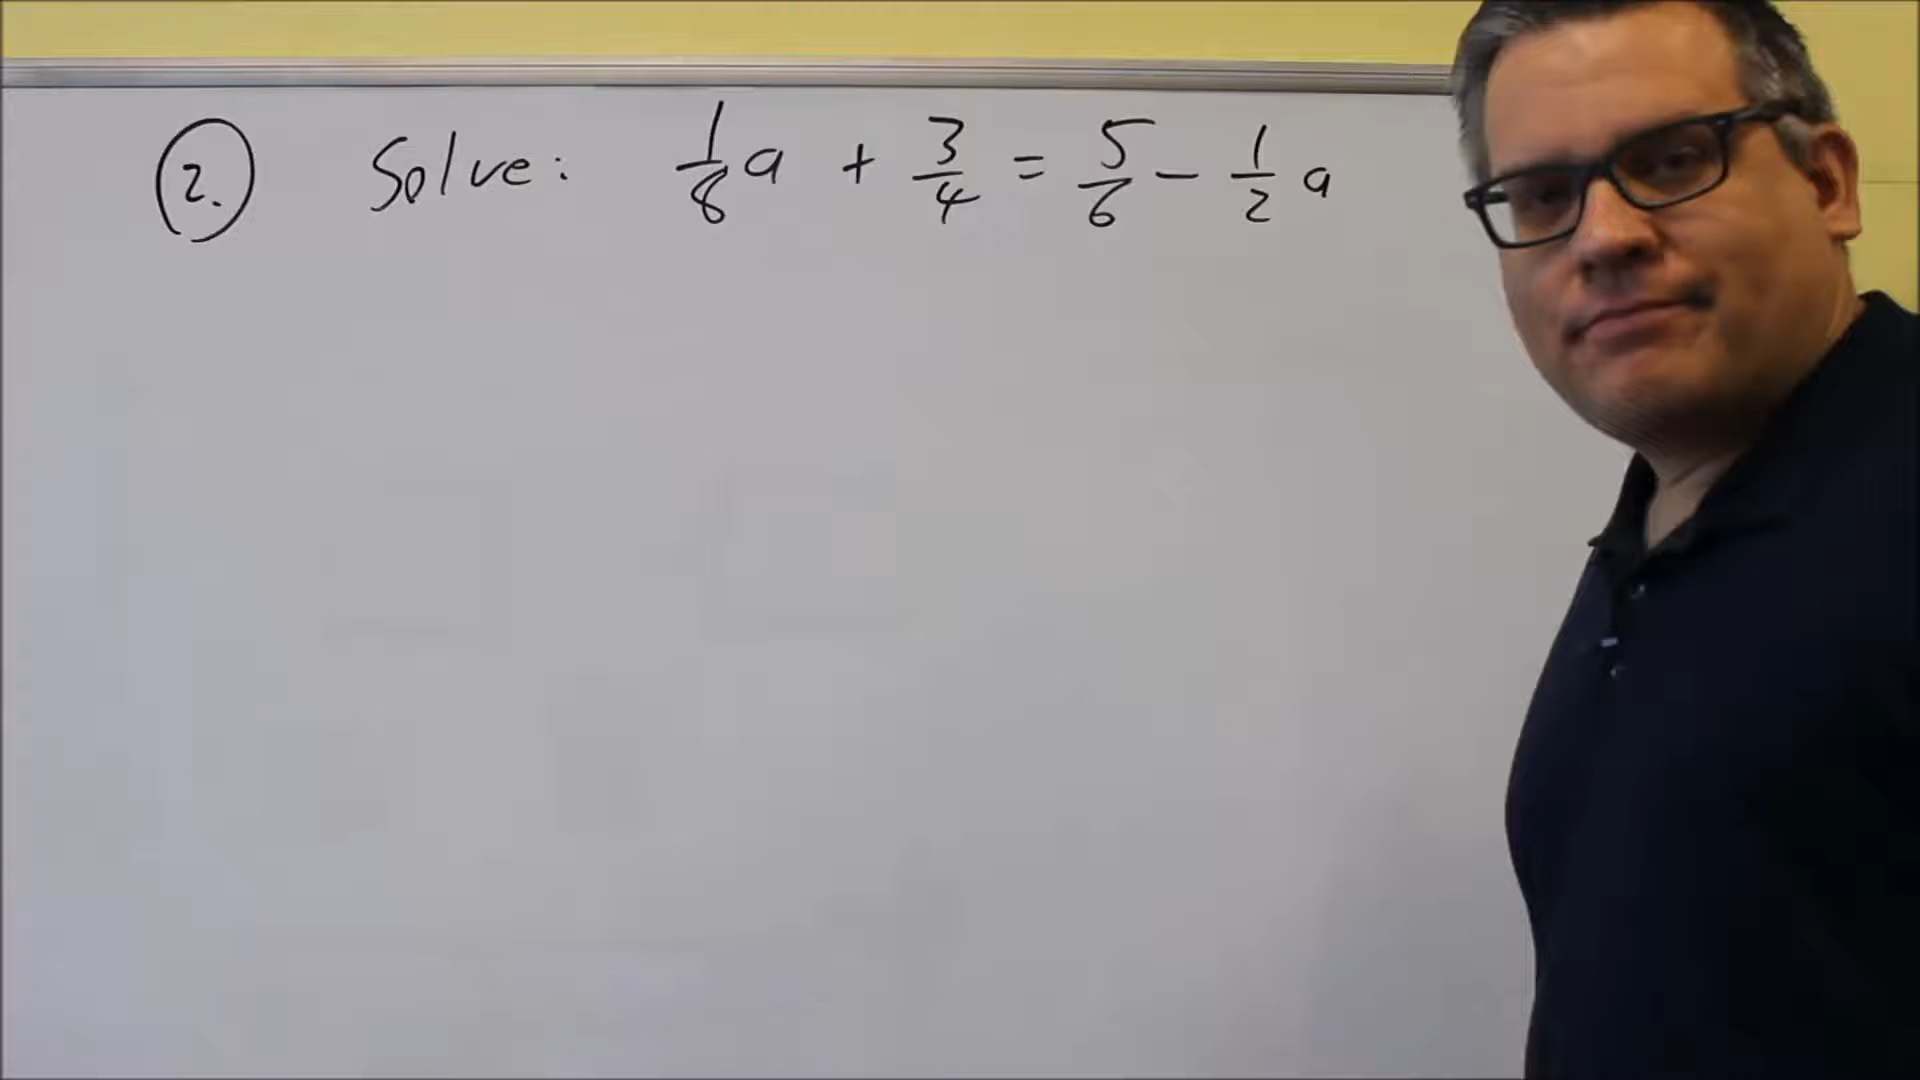 2. Solve: 1/8 a + 3/4 = 5/6 - 1/2 a